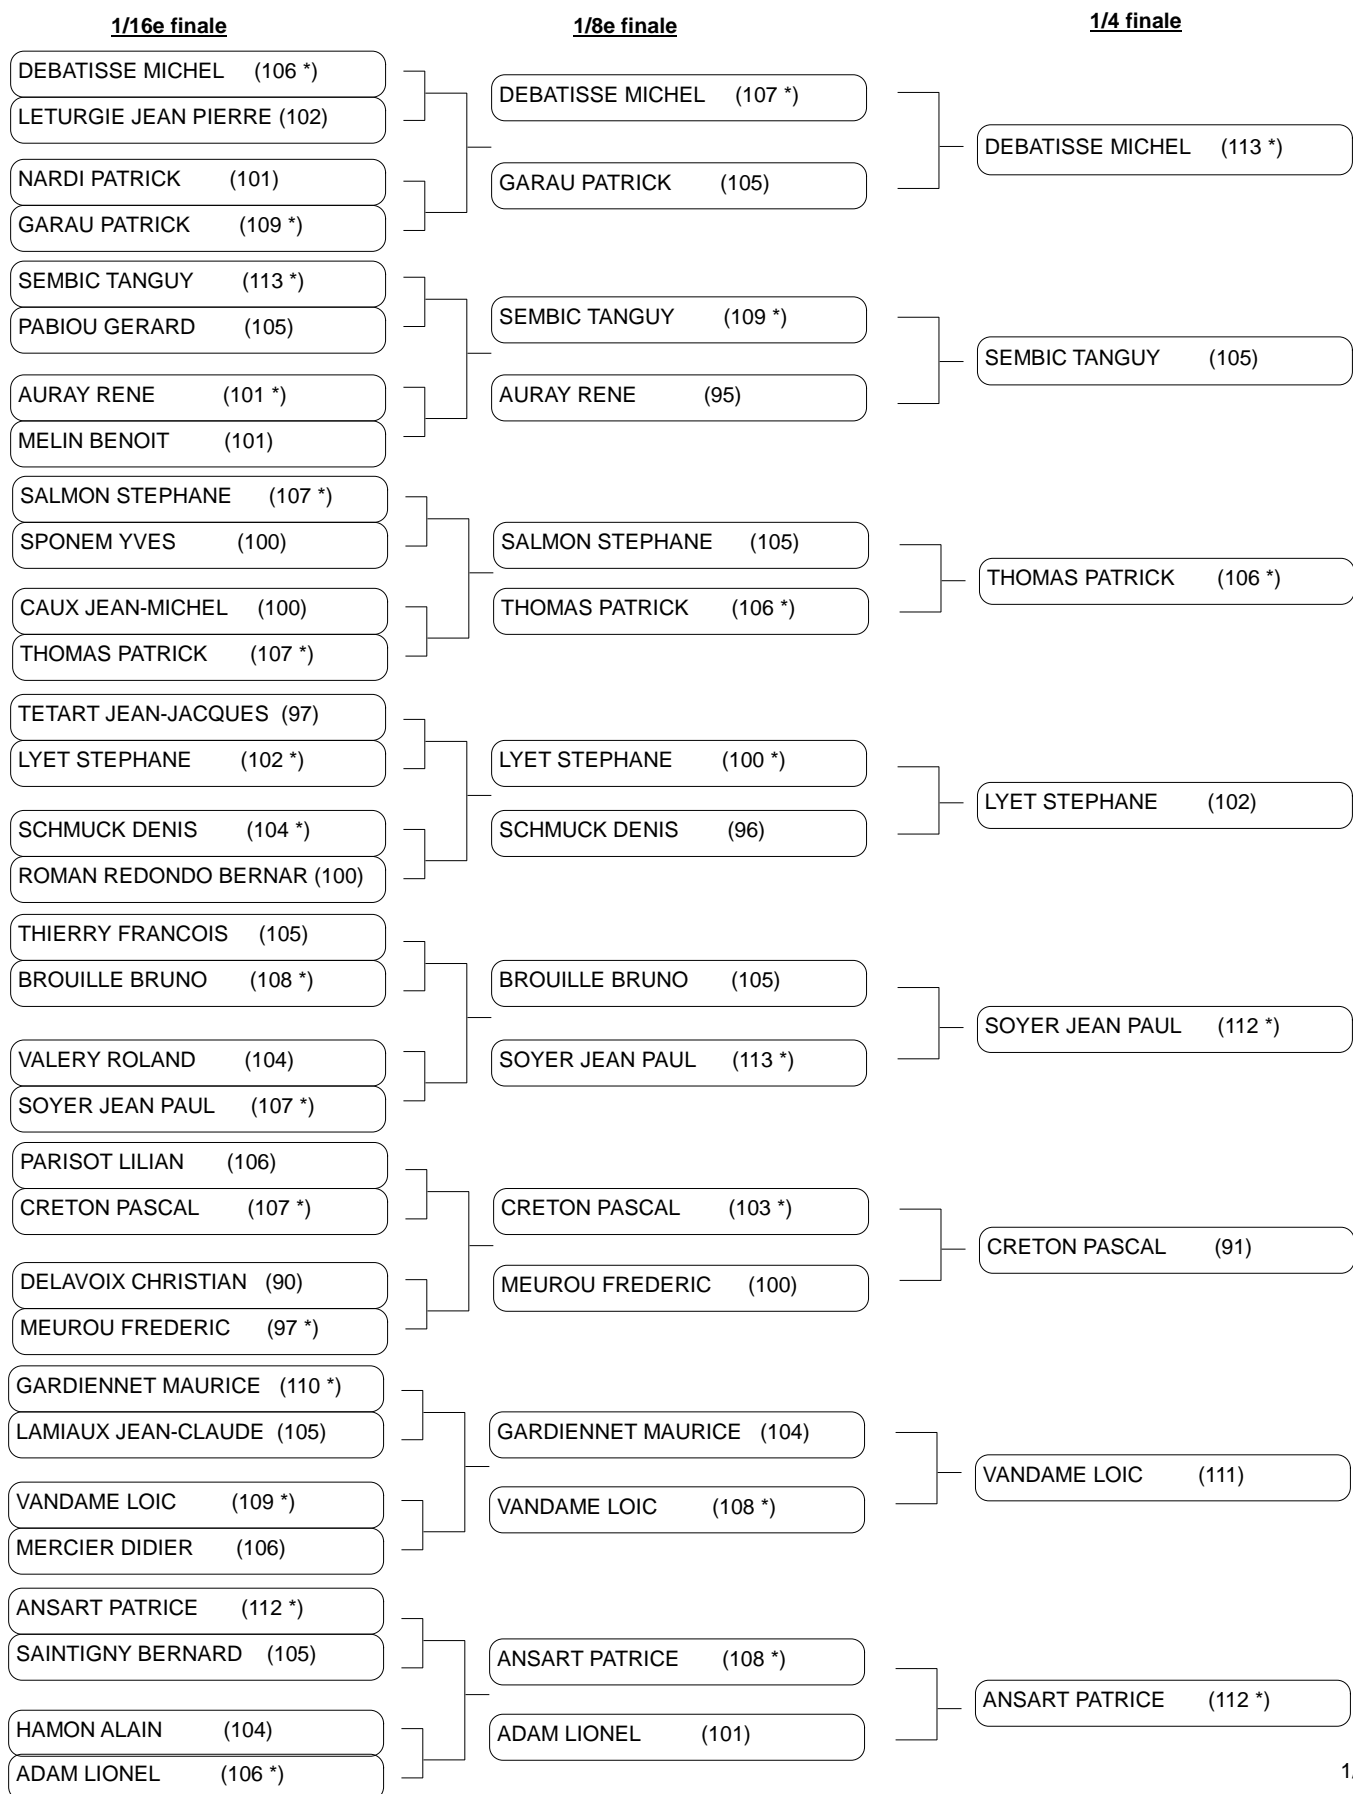 1/16e finale
DEBATISSE MICHEL (106 *)
LETURGIE JEAN PIERRE (102)
NARDI PATRICK (101)
GARAU PATRICK (109 *)
SEMBIC TANGUY (113 *)
PABIOU GERARD (105)
AURAY RENE (101 *)
MELIN BENOIT (101)
SALMON STEPHANE (107 *)
SPONEM YVES (100)
CAUX JEAN-MICHEL (100)
THOMAS PATRICK (107 *)
TETART JEAN-JACQUES (97)
LYET STEPHANE (102 *)
SCHMUCK DENIS (104 *)
ROMAN REDONDO BERNAR (100)
THIERRY FRANCOIS (105)
BROUILLE BRUNO (108 *)
VALERY ROLAND (104)
SOYER JEAN PAUL (107 *)
PARISOT LILIAN (106)
CRETON PASCAL (107 *)
DELAVOIX CHRISTIAN (90)
MEUROU FREDERIC (97 *)
GARDIENNET MAURICE (110 *)
LAMIAUX JEAN-CLAUDE (105)
VANDAME LOIC (109 *)
MERCIER DIDIER (106)
ANSART PATRICE (112 *)
SAINTIGNY BERNARD (105)
HAMON ALAIN (104)
ADAM LIONEL (106 *)
1/8e finale
DEBATISSE MICHEL (107 *)
GARAU PATRICK (105)
SEMBIC TANGUY (109 *)
AURAY RENE (95)
SALMON STEPHANE (105)
THOMAS PATRICK (106 *)
LYET STEPHANE (100 *)
SCHMUCK DENIS (96)
BROUILLE BRUNO (105)
SOYER JEAN PAUL (113 *)
CRETON PASCAL (103 *)
MEUROU FREDERIC (100)
GARDIENNET MAURICE (104)
VANDAME LOIC (108 *)
ANSART PATRICE (108 *)
ADAM LIONEL (101)
1/4 finale
DEBATISSE MICHEL (113 *)
SEMBIC TANGUY (105)
THOMAS PATRICK (106 *)
LYET STEPHANE (102)
SOYER JEAN PAUL (112 *)
CRETON PASCAL (91)
VANDAME LOIC (111)
ANSART PATRICE (112 *)
1/